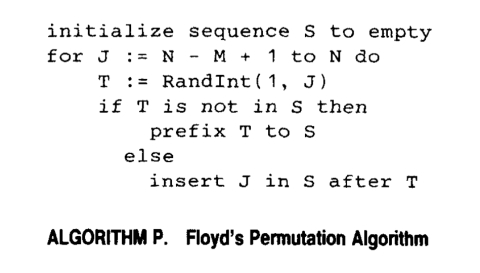 initialize sequence S to empty
for J := N - M + 1 to N do
T := RandInt(1, J)
if T is not in S then
prefix T to S
else
insert J in S after T
ALGORITHM P. Floyd's Permutation Algorithm